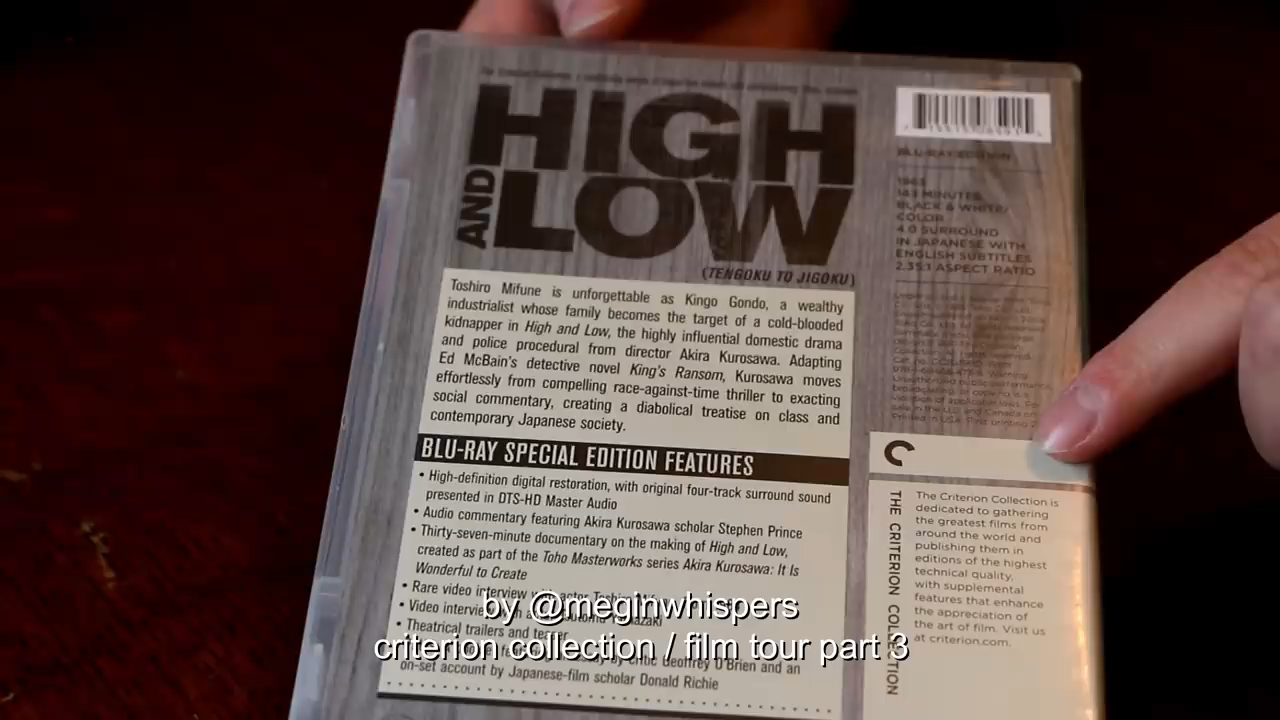 HIGH
AND
LOW
(TENGOKU TO JIGOKU)
Toshiro Mifune is unforgettable as Kingo Gondo, a wealthy
industrialist whose family becomes the target of a cold-blooded
kidnapper in High and Low, the highly influential domestic drama
and police procedural from director Akira Kurosawa. Adapting
Ed McBain's detective novel King's Ransom, Kurosawa moves
effortlessly from compelling race-against-time thriller to exacting
social commentary, creating a diabolical treatise on class and
contemporary Japanese society.
BLU-RAY SPECIAL EDITION FEATURES
• High-definition digital restoration, with original four-track surround sound
presented in DTS-HD Master Audio
• Audio commentary featuring Akira Kurosawa scholar Stephen Prince
• Thirty-seven-minute documentary on the making of High and Low,
created as part of the Toho Masterworks series Akira Kurosawa: It Is
Wonderful to Create
• Rare video interview
• Video
• Theatrical trailers and teaser
critic Geoffrey O'Brien and an
on-set account by Japanese-film scholar Donald Richie
BLU-RAY EDITION
1963
143 MINUTES
BLACK & WHITE/
COLOR
4.0 SURROUND
IN JAPANESE WITH
ENGLISH SUBTITLES
2.35:1 ASPECT RATIO
THE CRITERION COLLECTION
The Criterion Collection is
dedicated to gathering
the greatest films from
around the world and
publishing them in
editions of the highest
technical quality,
with supplemental
features that enhance
the appreciation of
the art of film. Visit us
at criterion.com.
by @meginwhispers
criterion collection / film tour part 3